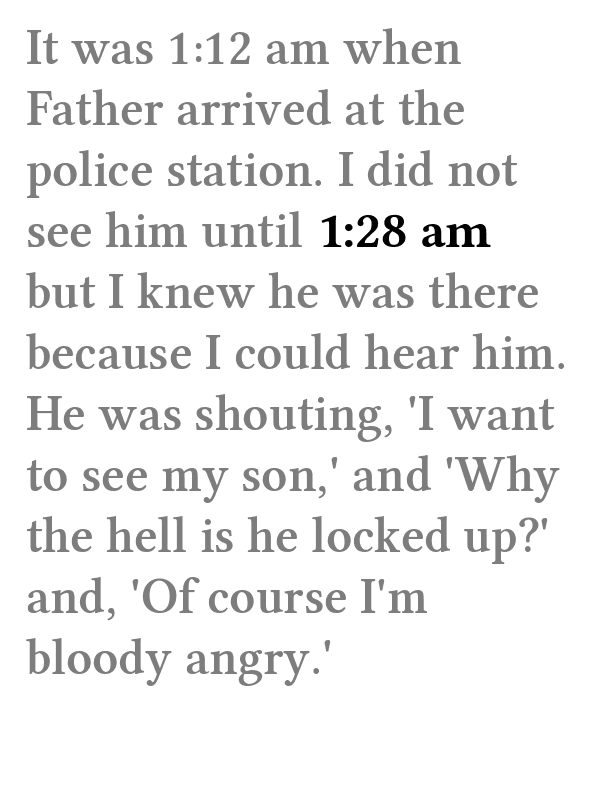 It was 1:12 am when
Father arrived at the
police station. I did not
see him until 1:28 am
but I knew he was there
because I could hear him.
He was shouting, 'I want
to see my son,' and 'Why
the hell is he locked up?'
and, 'Of course I'm
bloody angry.'